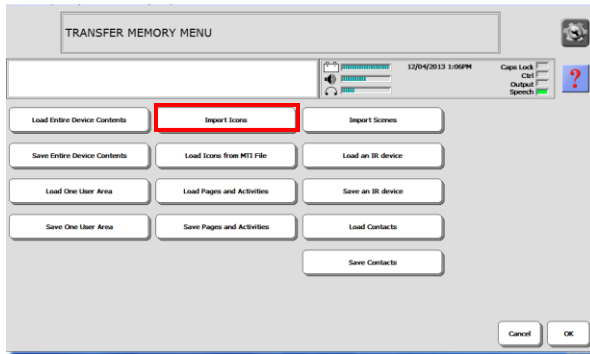 TRANSFER MEMORY MENU
12/04/2013 1:06PM
Caps Lock
Ctrl
Output
Speech
?
Load Entire Device Contents
Import Icons
Import Scenes
Save Entire Device Contents
Load Icons from MTI File
Load an IR device
Load One User Area
Load Pages and Activities
Save an IR device
Save One User Area
Save Pages and Activities
Load Contacts
Save Contacts
Cancel
OK